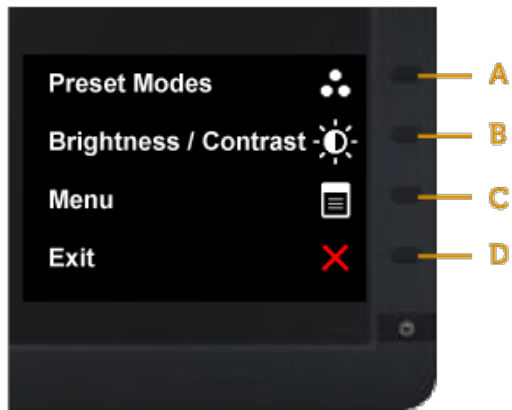 Preset Modes
A
Brightness / Contrast
B
Menu
C
Exit
D